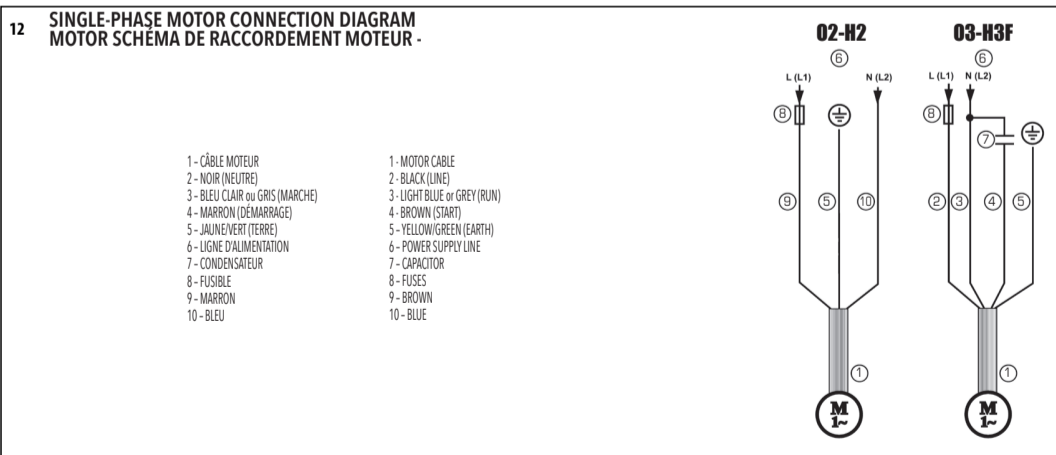 12
SINGLE-PHASE MOTOR CONNECTION DIAGRAM
MOTOR SCHÉMA DE RACCORDEMENT MOTEUR -
1 – CÂBLE MOTEUR
2 – NOIR (NEUTRE)
3 – BLEU CLAIR ou GRIS (MARCHE)
4 – MARRON (DÉMARRAGE)
5 – JAUNE/VERT (TERRE)
6 – LIGNE D'ALIMENTATION
7 – CONDENSATEUR
8 – FUSIBLE
9 – MARRON
10 – BLEU
1 - MOTOR CABLE
2 - BLACK (LINE)
3 - LIGHT BLUE or GREY (RUN)
4 - BROWN (START)
5 – YELLOW/GREEN (EARTH)
6 – POWER SUPPLY LINE
7 – CAPACITOR
8 – FUSES
9 – BROWN
10 – BLUE
02-H2
6
L (L1) N (L2)
8
9 5 10
1
M
1~
03-H3F
6
L (L1) N (L2)
8
7
2 3 4 5
1
M
1~